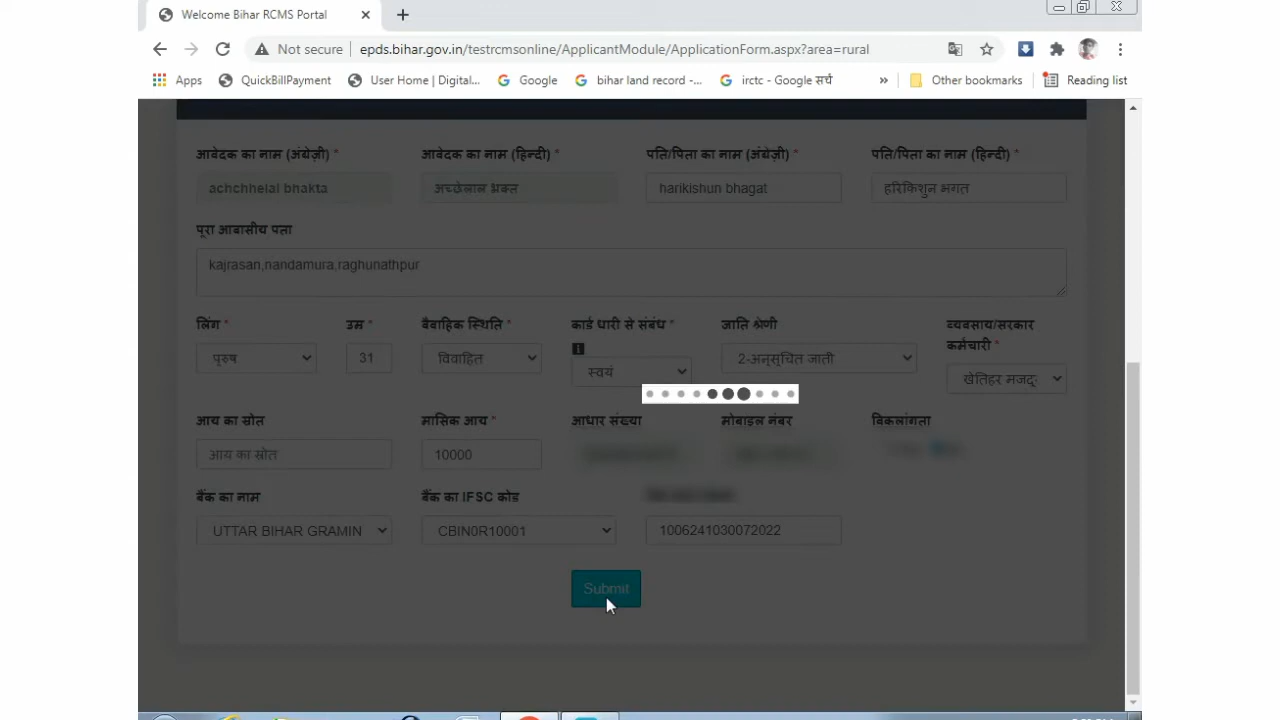 Welcome Bihar RCMS Portal
Not secure epds.bihar.gov.in/testrcmsonline/ApplicantModule/ApplicationForm.aspx?area=rural
Apps QuickBillPayment User Home | Digital... Google bihar land record -... irctc - Google सर्च » Other bookmarks Reading list
आवेदक का नाम (अंग्रेज़ी) * आवेदक का नाम (हिन्दी) * पति/पिता का नाम (अंग्रेज़ी) * पति/पिता का नाम (हिन्दी) *
achchhelal bhakta अच्छेलाल भक्त harikishun bhagat हरिकिशुन भगत
पूरा आवासीय पता
kajrasan,nandamura,raghunathpur
लिंग * उम्र * वैवाहिक स्थिति * कार्ड धारी से संबंध * जाति श्रेणी व्यवसाय/सरकार
कर्मचारी *
पुरुष 31 विवाहित स्वयं 2-अनुसूचित जाती खेतिहर मजदू
आय का स्रोत मासिक आय * आधार संख्या मोबाइल नंबर विकलांगता
आय का स्रोत 10000
बैंक का नाम बैंक का IFSC कोड
UTTAR BIHAR GRAMIN CBIN0R10001 1006241030072022
Submit